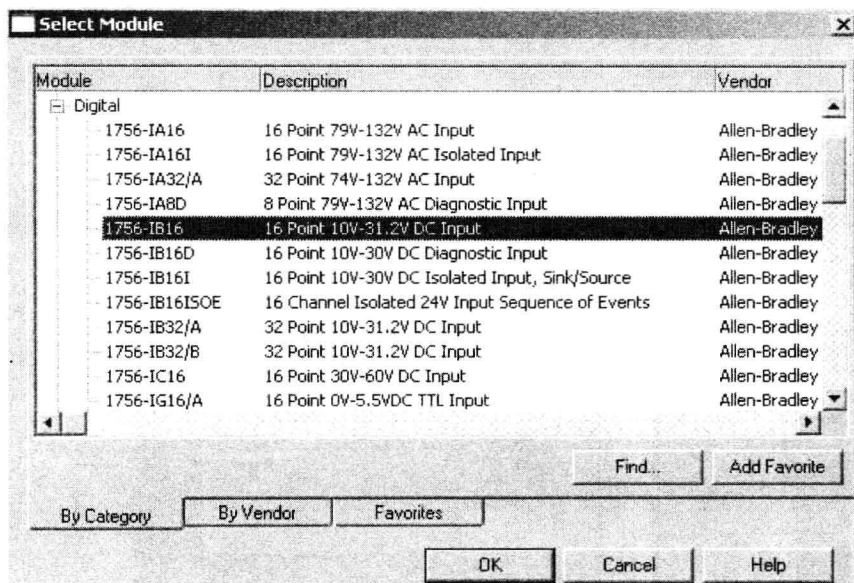 Select Module
Module Description Vendor
Digital
1756-IA16 16 Point 79V-132V AC Input Allen-Bradley
1756-IA16I 16 Point 79V-132V AC Isolated Input Allen-Bradley
1756-IA32/A 32 Point 74V-132V AC Input Allen-Bradley
1756-IA8D 8 Point 79V-132V AC Diagnostic Input Allen-Bradley
1756-IB16 16 Point 10V-31.2V DC Input Allen-Bradley
1756-IB16D 16 Point 10V-30V DC Diagnostic Input Allen-Bradley
1756-IB16I 16 Point 10V-30V DC Isolated Input, Sink/Source Allen-Bradley
1756-IB16ISOE 16 Channel Isolated 24V Input Sequence of Events Allen-Bradley
1756-IB32/A 32 Point 10V-31.2V DC Input Allen-Bradley
1756-IB32/B 32 Point 10V-31.2V DC Input Allen-Bradley
1756-IC16 16 Point 30V-60V DC Input Allen-Bradley
1756-IG16/A 16 Point 0V-5.5VDC TTL Input Allen-Bradley
Find... Add Favorite
By Category By Vendor Favorites
OK Cancel Help